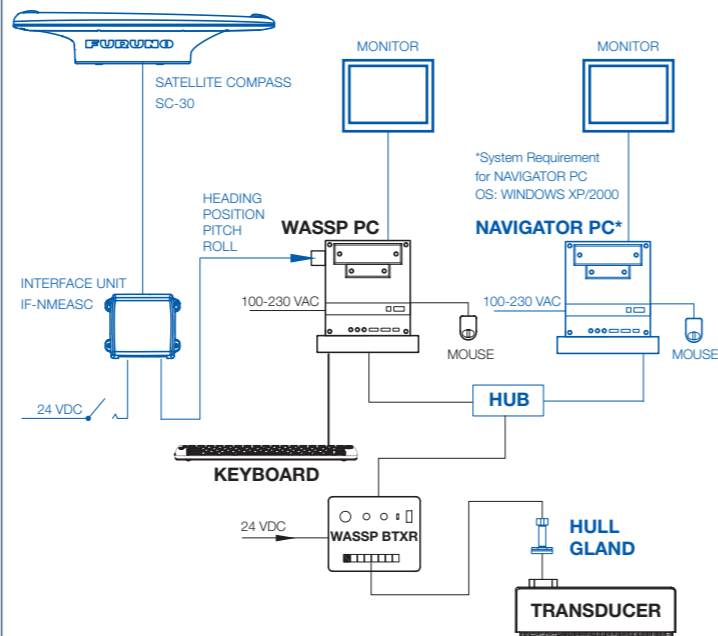 FURUNO
SATELLITE COMPASS
SC-30
MONITOR
MONITOR
*System Requirement
for NAVIGATOR PC
OS: WINDOWS XP/2000
HEADING
POSITION
PITCH
ROLL
WASSP PC
NAVIGATOR PC*
INTERFACE UNIT
IF-NMEASC
100-230 VAC
100-230 VAC
MOUSE
MOUSE
24 VDC
HUB
KEYBOARD
24 VDC
WASSP BTXR
HULL
GLAND
TRANSDUCER